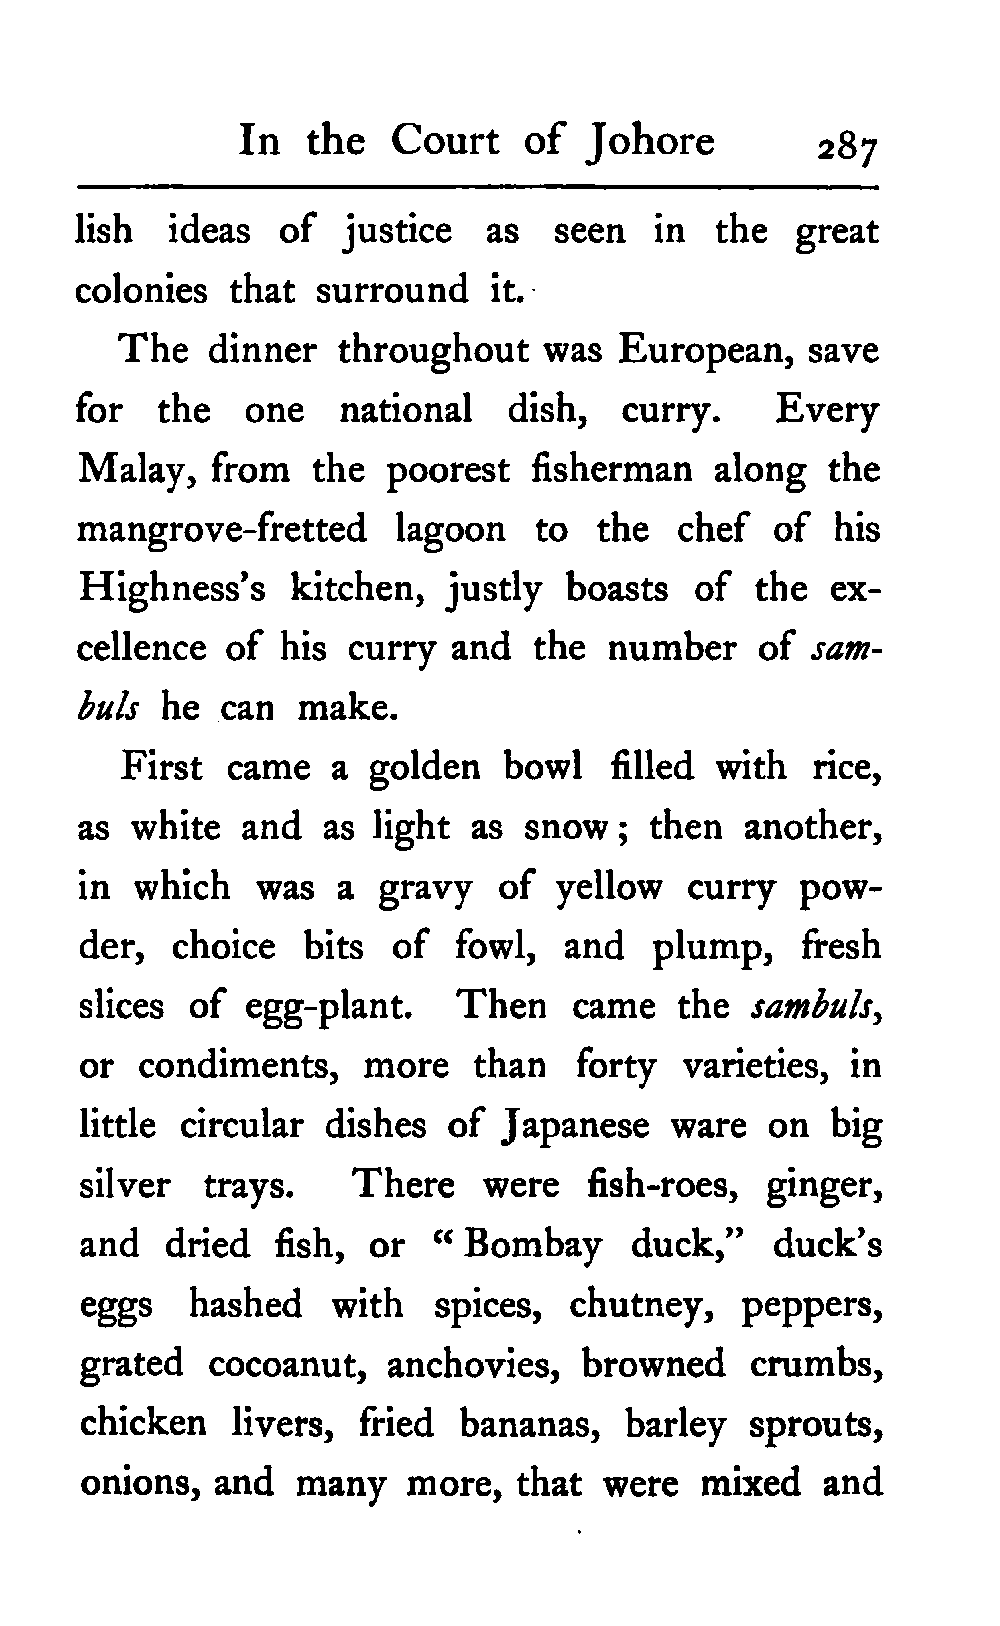 In the Court of Johore 287
lish ideas of justice as seen in the great
colonies that surround it.
The dinner throughout was European, save
for the one national dish, curry. Every
Malay, from the poorest fisherman along the
mangrove-fretted lagoon to the chef of his
Highness's kitchen, justly boasts of the ex-
cellence of his curry and the number of sam-
buls he can make.
First came a golden bowl filled with rice,
as white and as light as snow; then another,
in which was a gravy of yellow curry pow-
der, choice bits of fowl, and plump, fresh
slices of egg-plant. Then came the sambuls,
or condiments, more than forty varieties, in
little circular dishes of Japanese ware on big
silver trays. There were fish-roes, ginger,
and dried fish, or "Bombay duck," duck's
eggs hashed with spices, chutney, peppers,
grated cocoanut, anchovies, browned crumbs,
chicken livers, fried bananas, barley sprouts,
onions, and many more, that were mixed and